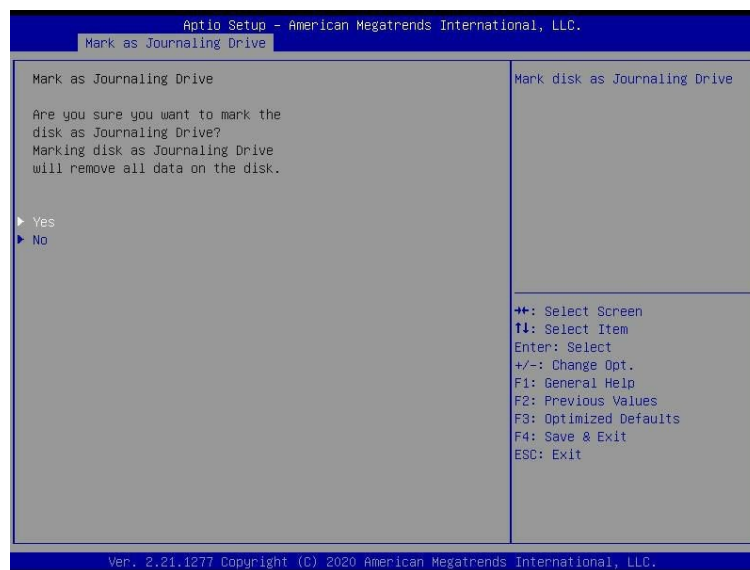 Aptio Setup – American Megatrends International, LLC.
Mark as Journaling Drive
Mark as Journaling Drive
Are you sure you want to mark the
disk as Journaling Drive?
Marking disk as Journaling Drive
will remove all data on the disk.
▶ Yes
▶ No
Mark disk as Journaling Drive
→←: Select Screen
↑↓: Select Item
Enter: Select
+/-: Change Opt.
F1: General Help
F2: Previous Values
F3: Optimized Defaults
F4: Save & Exit
ESC: Exit
Ver. 2.21.1277 Copyright (C) 2020 American Megatrends International, LLC.